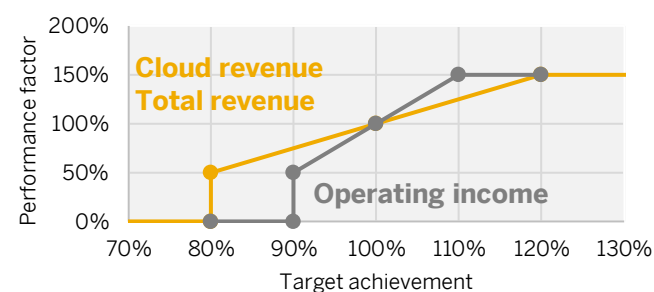 200%
150%
100%
50%
0%
Performance factor
Cloud revenue
Total revenue
Operating income
70% 80% 90% 100% 110% 120% 130%
Target achievement